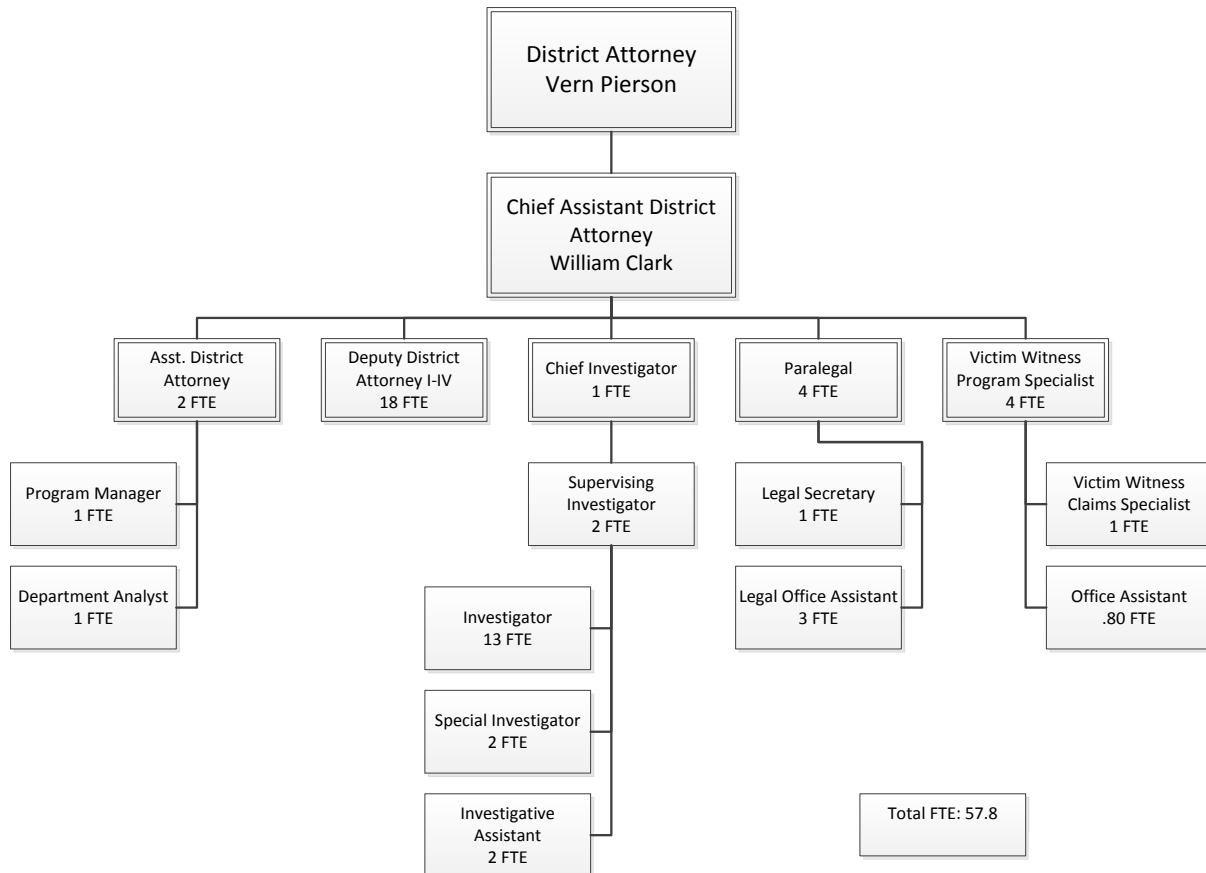 District Attorney
Vern Pierson
Chief Assistant District
Attorney
William Clark
Asst. District
Attorney
2 FTE
Deputy District
Attorney I-IV
18 FTE
Chief Investigator
1 FTE
Paralegal
4 FTE
Victim Witness
Program Specialist
4 FTE
Program Manager
1 FTE
Department Analyst
1 FTE
Supervising
Investigator
2 FTE
Investigator
13 FTE
Special Investigator
2 FTE
Investigative
Assistant
2 FTE
Legal Secretary
1 FTE
Legal Office Assistant
3 FTE
Victim Witness
Claims Specialist
1 FTE
Office Assistant
.80 FTE
Total FTE: 57.8